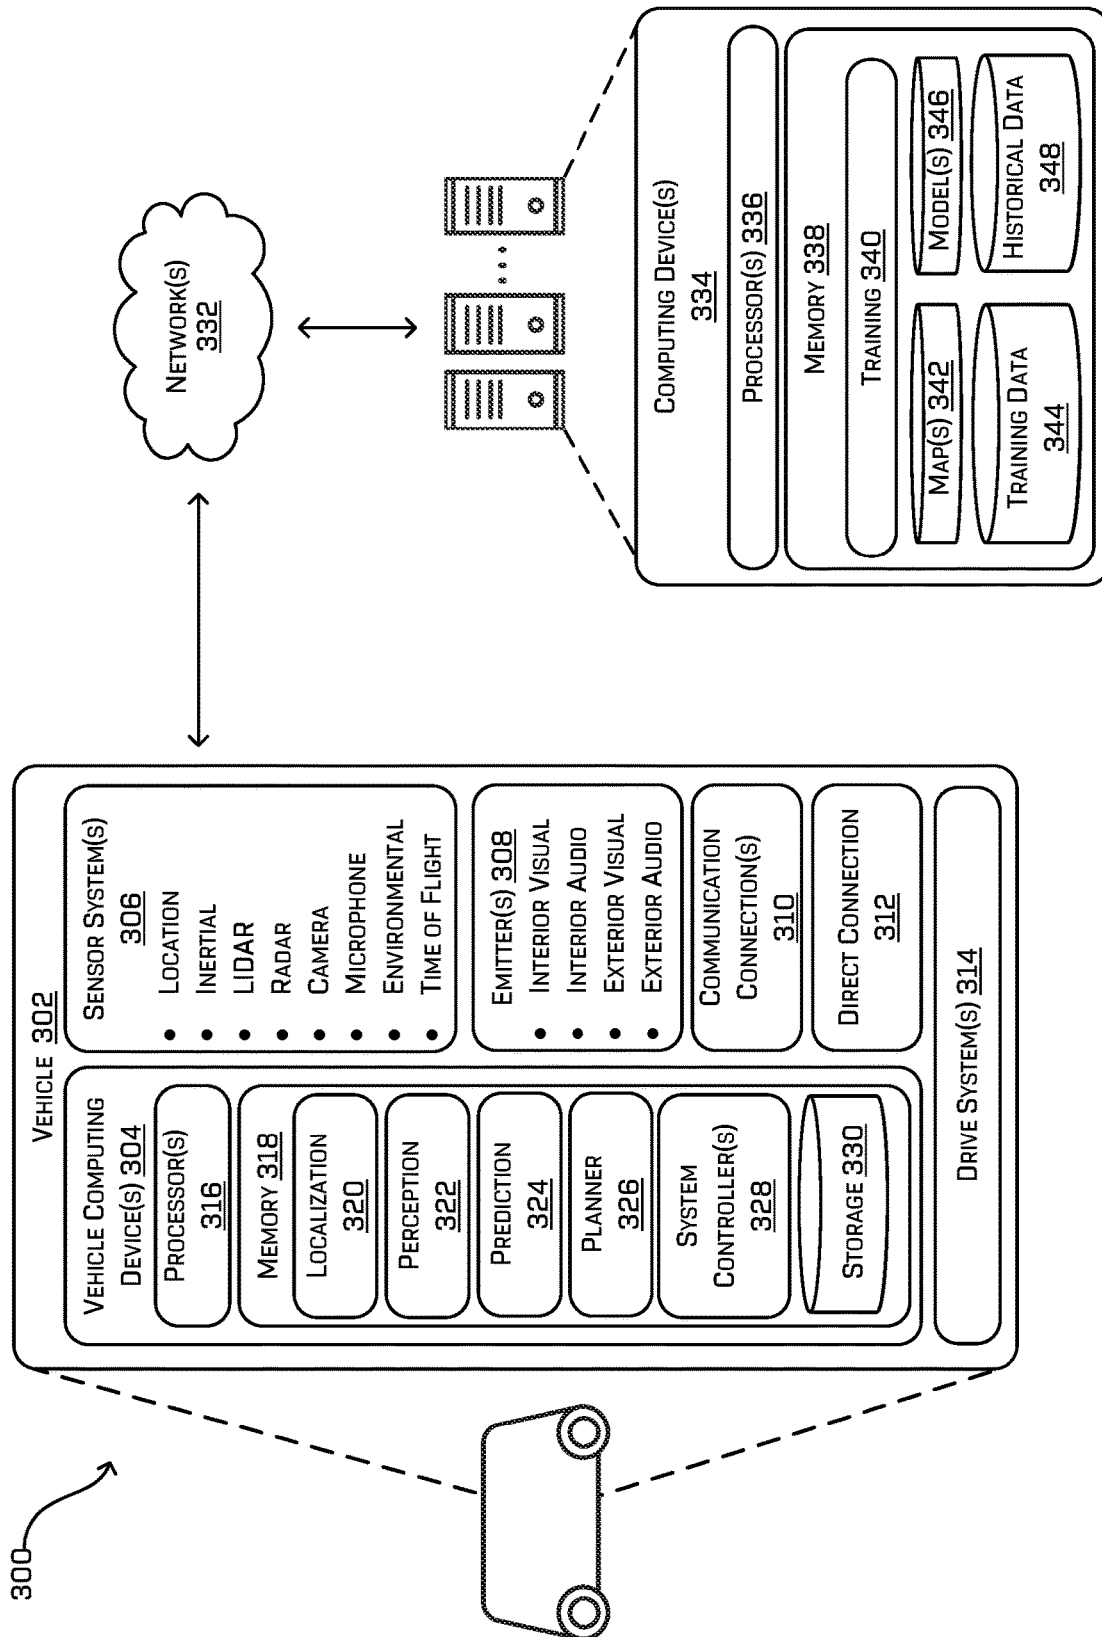 300
VEHICLE 302
VEHICLE COMPUTING
DEVICE(S) 304
PROCESSOR(S)
316
MEMORY 318
LOCALIZATION
320
PERCEPTION
322
PREDICTION
324
PLANNER
326
SYSTEM
CONTROLLER(S)
328
STORAGE 330
SENSOR SYSTEM(S)
306
• LOCATION
• INERTIAL
• LIDAR
• RADAR
• CAMERA
• MICROPHONE
• ENVIRONMENTAL
• TIME OF FLIGHT
EMITTER(S) 308
• INTERIOR VISUAL
• INTERIOR AUDIO
• EXTERIOR VISUAL
• EXTERIOR AUDIO
COMMUNICATION
CONNECTION(S)
310
DIRECT CONNECTION
312
DRIVE SYSTEM(S) 314
NETWORK(S)
332
COMPUTING DEVICE(S)
334
PROCESSOR(S) 336
MEMORY 338
TRAINING 340
MAP(S) 342
MODEL(S) 346
TRAINING DATA
344
HISTORICAL DATA
348